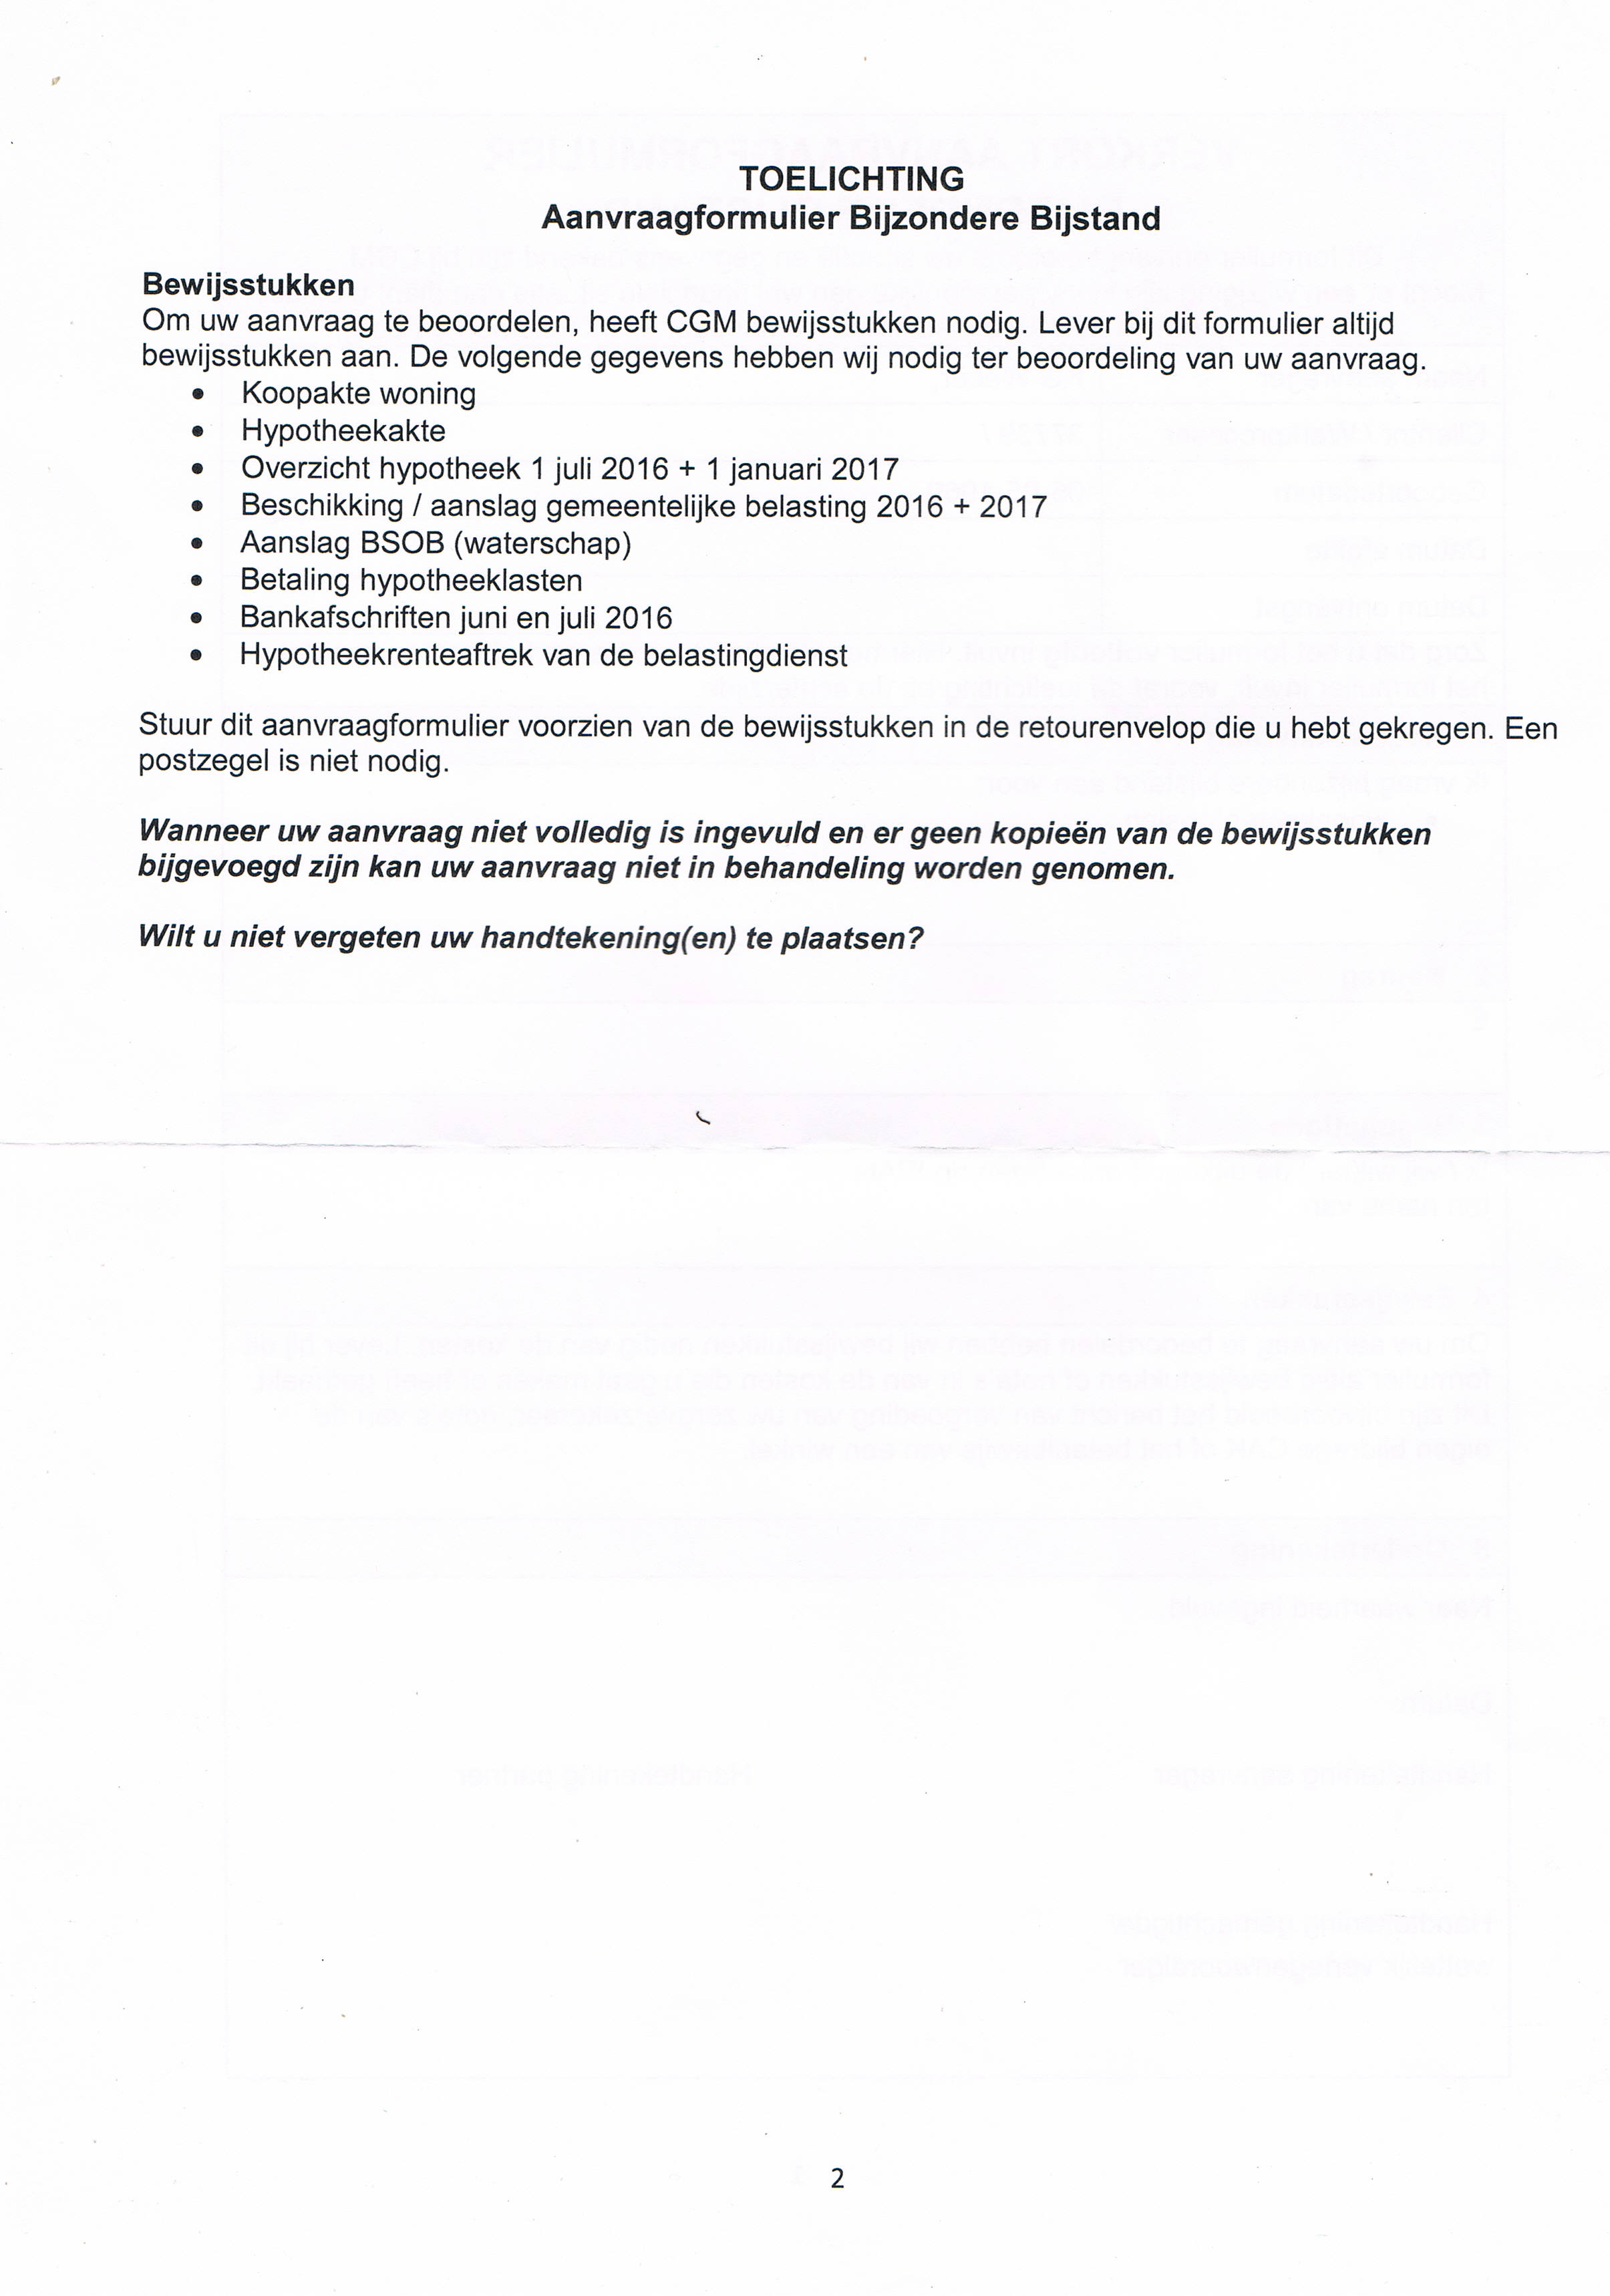 TOELICHTING
Aanvraagformulier Bijzondere Bijstand
Bewijsstukken
Om uw aanvraag te beoordelen, heeft CGM bewijsstukken nodig. Lever bij dit formulier altijd
bewijsstukken aan. De volgende gegevens hebben wij nodig ter beoordeling van uw aanvraag.
• Koopakte woning
• Hypotheekakte
• Overzicht hypotheek 1 juli 2016 + 1 januari 2017
• Beschikking / aanslag gemeentelijke belasting 2016 + 2017
• Aanslag BSOB (waterschap)
• Betaling hypotheeklasten
• Bankafschriften juni en juli 2016
• Hypotheekrenteaftrek van de belastingdienst
Stuur dit aanvraagformulier voorzien van de bewijsstukken in de retourenvelop die u hebt gekregen. Een
postzegel is niet nodig.
Wanneer uw aanvraag niet volledig is ingevuld en er geen kopieën van de bewijsstukken
bijgevoegd zijn kan uw aanvraag niet in behandeling worden genomen.
Wilt u niet vergeten uw handtekening(en) te plaatsen?
2